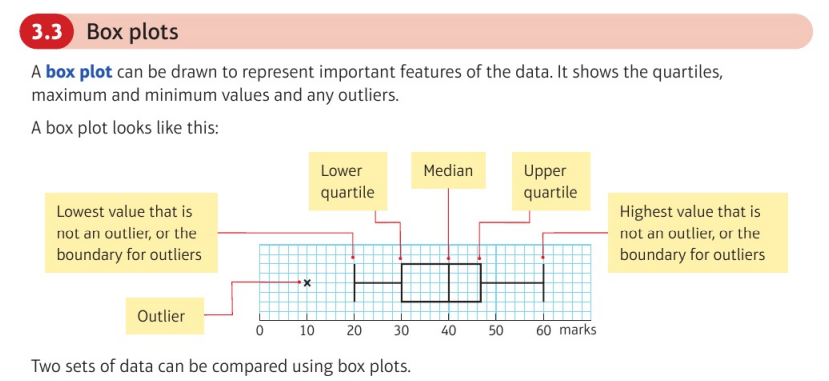 3.3 Box plots
A box plot can be drawn to represent important features of the data. It shows the quartiles,
maximum and minimum values and any outliers.
A box plot looks like this:
Lower
quartile
Median
Upper
quartile
Lowest value that is
not an outlier, or the
boundary for outliers
Highest value that is
not an outlier, or the
boundary for outliers
Outlier
0 10 20 30 40 50 60 marks
Two sets of data can be compared using box plots.